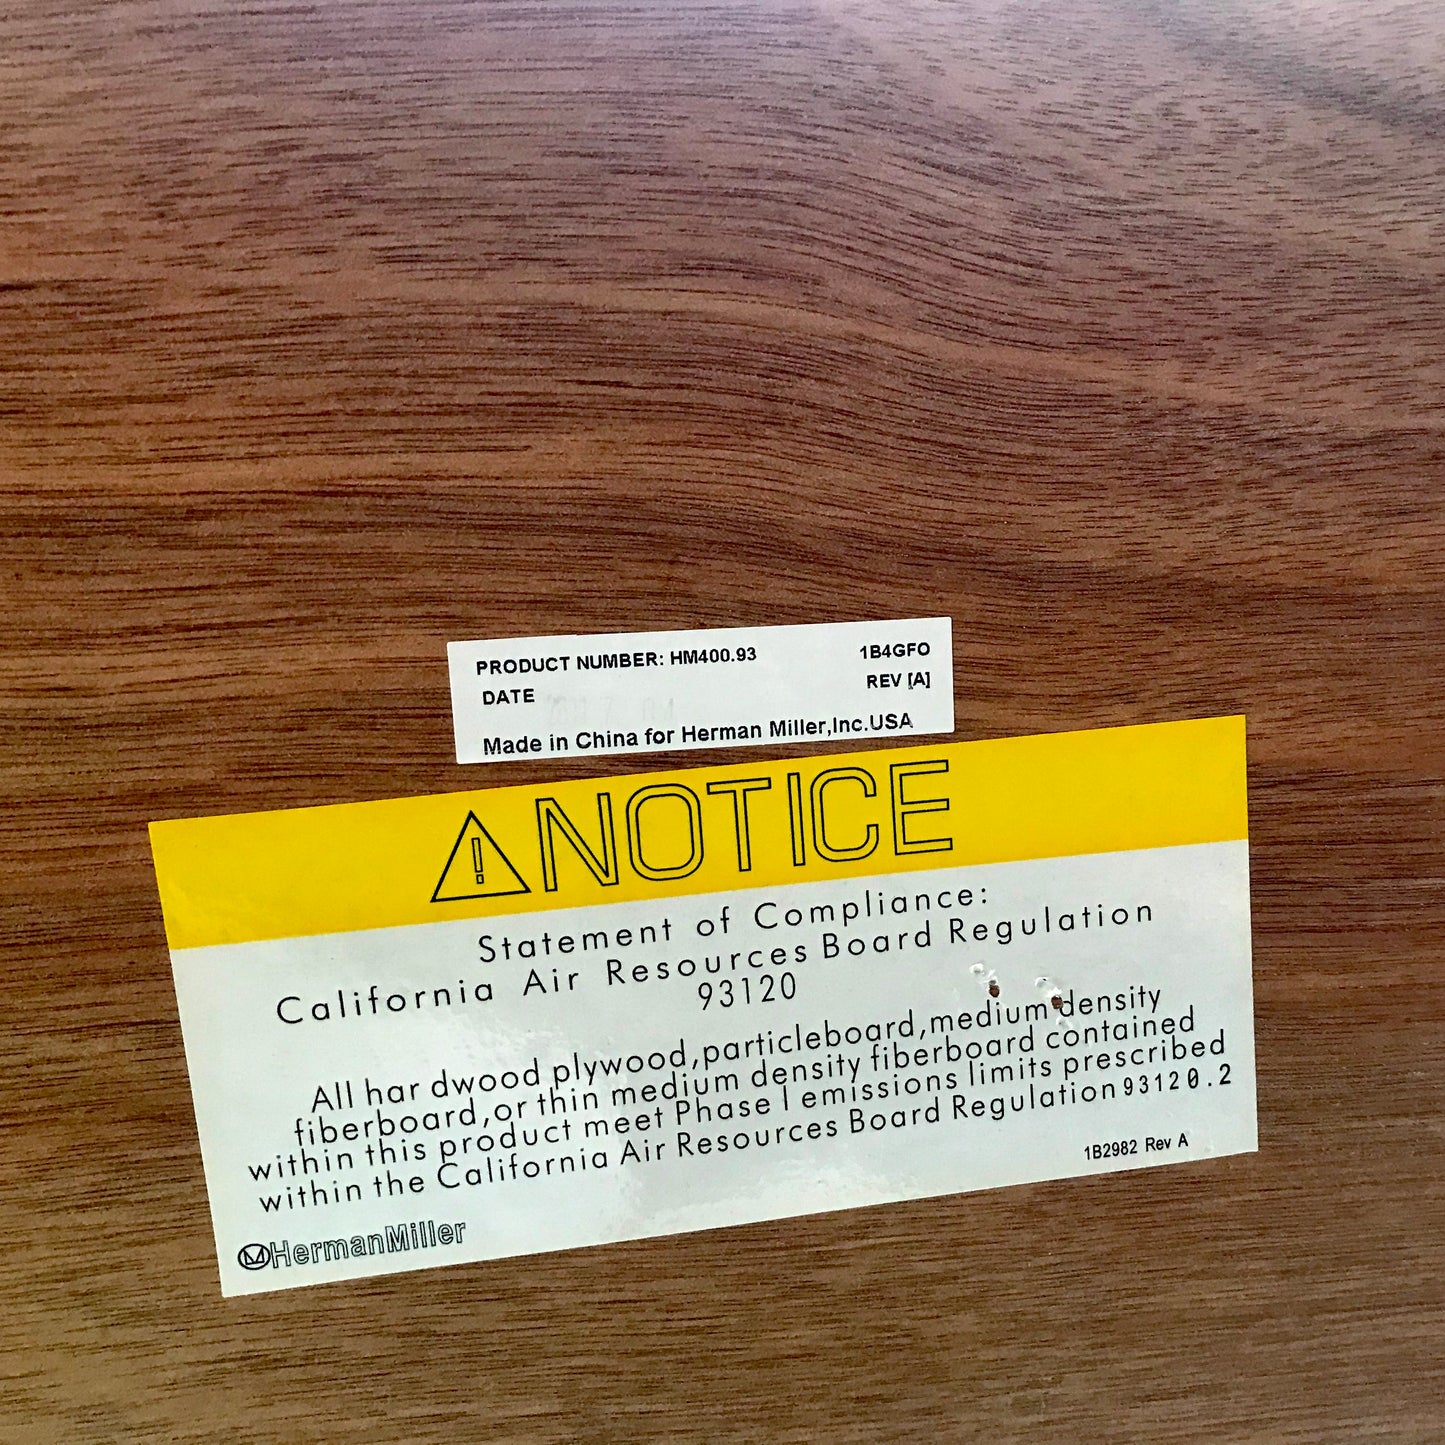 PRODUCT NUMBER: HM400.93 1B4GFO
DATE REV [A]
Made in China for Herman Miller,Inc.USA
NOTICE
Statement of Compliance:
California Air Resources Board Regulation
93120
All har dwood plywood,particleboard,medium density
fiberboard,or thin medium density fiberboard contained
within this product meet Phase I emissions limits prescribed
within the California Air Resources Board Regulation 93120.2
1B2982 Rev A
HermanMiller